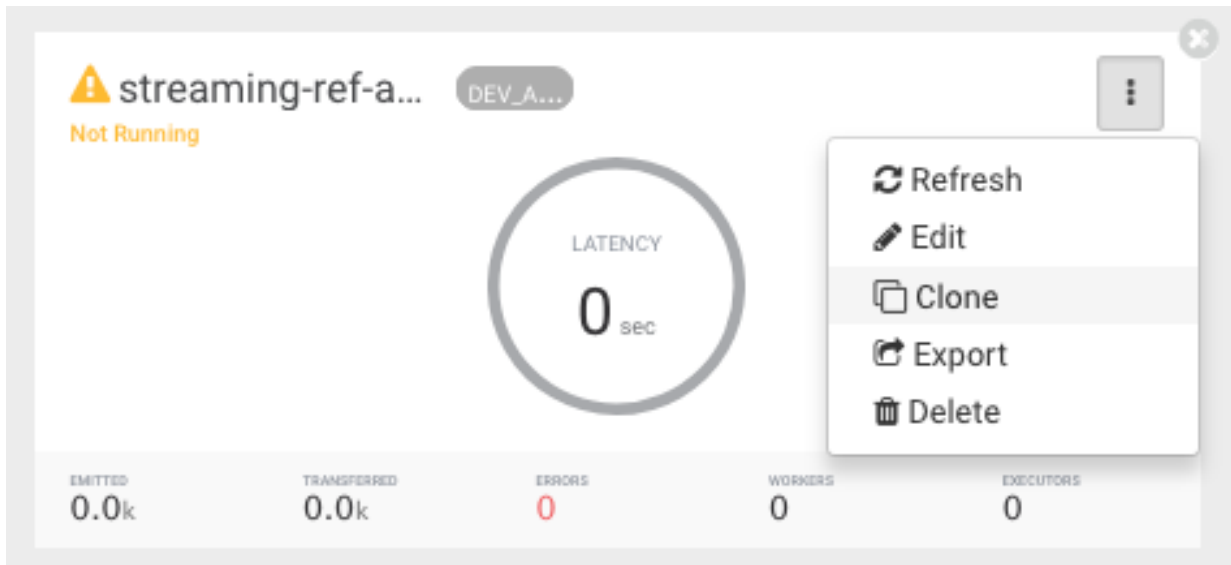 streaming-ref-a... DEV_A...
Not Running
Refresh
Edit
Clone
Export
Delete
LATENCY
0 sec
EMITTED TRANSFERRED ERRORS WORKERS EXECUTORS
0.0k 0.0k 0 0 0